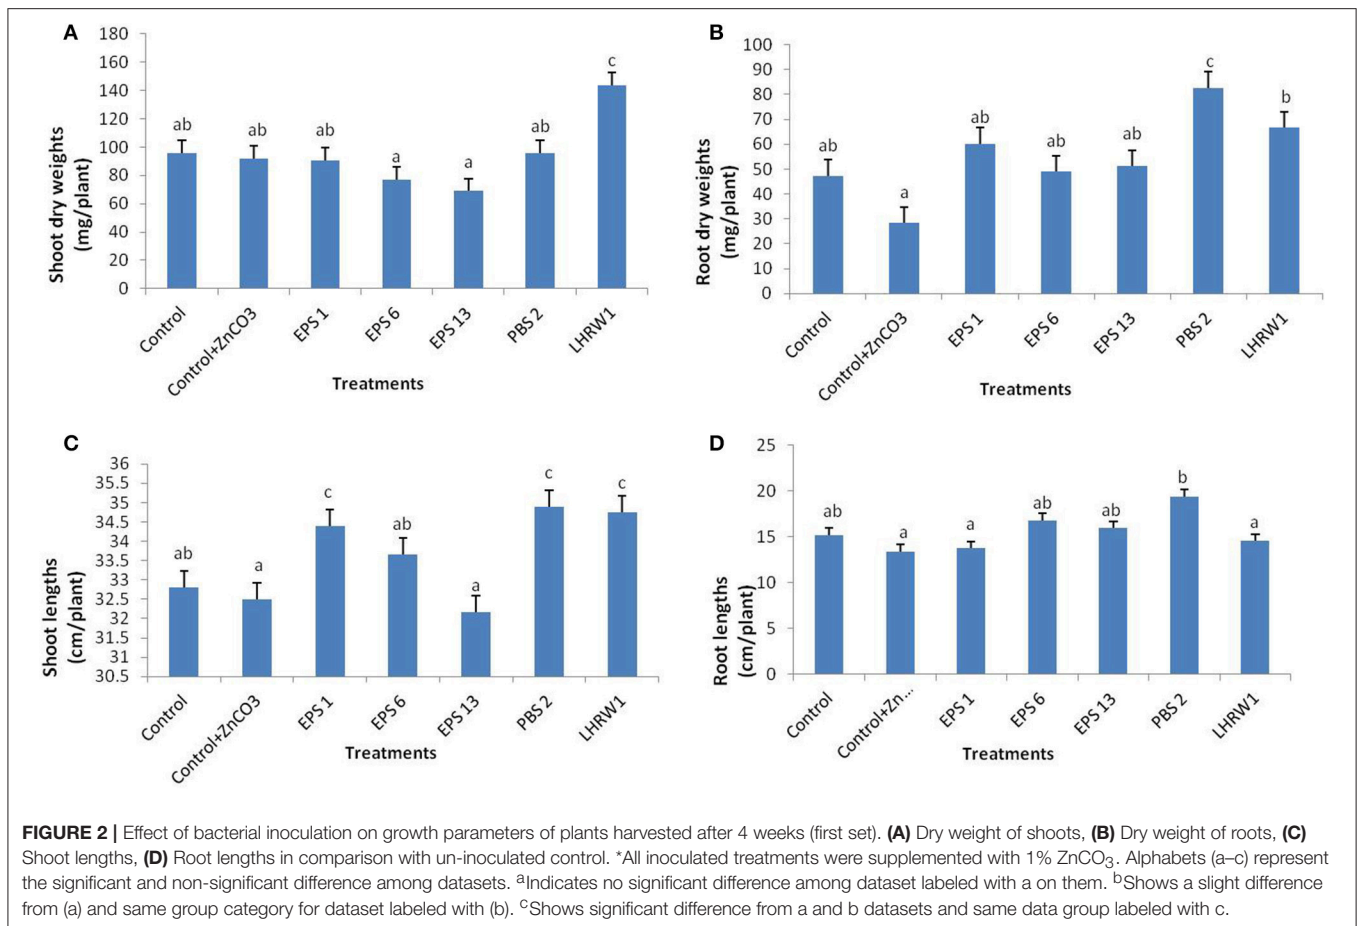 A
180
160
140
120
100
80
60
40
20
0
Shoot dry weights
(mg/plant)
ab
ab
ab
a
a
ab
c
Control
Control+ZnCO3
EPS 1
EPS 6
EPS 13
PBS 2
LHRW1
Treatments
B
100
90
80
70
60
50
40
30
20
10
0
Root dry weights
(mg/plant)
ab
a
ab
ab
ab
c
b
Control
Control+ZnCO3
EPS 1
EPS 6
EPS 13
PBS 2
LHRW1
Treatments
C
36
35.5
35
34.5
34
33.5
33
32.5
32
31.5
31
30.5
Shoot lengths
(cm/plant)
ab
a
c
ab
a
c
c
Control
Control+ZnCO3
EPS 1
EPS 6
EPS 13
PBS 2
LHRW1
Treatments
D
25
20
15
10
5
0
Root lengths
(cm/plant)
ab
a
a
ab
ab
b
a
Control
Control+Zn...
EPS 1
EPS 6
EPS 13
PBS 2
LHRW1
Treatments
FIGURE 2 | Effect of bacterial inoculation on growth parameters of plants harvested after 4 weeks (first set). (A) Dry weight of shoots, (B) Dry weight of roots, (C)
Shoot lengths, (D) Root lengths in comparison with un-inoculated control. *All inoculated treatments were supplemented with 1% ZnCO₃. Alphabets (a–c) represent
the significant and non-significant difference among datasets. ᵃIndicates no significant difference among dataset labeled with a on them. ᵇShows a slight difference
from (a) and same group category for dataset labeled with (b). ᶜShows significant difference from a and b datasets and same data group labeled with c.